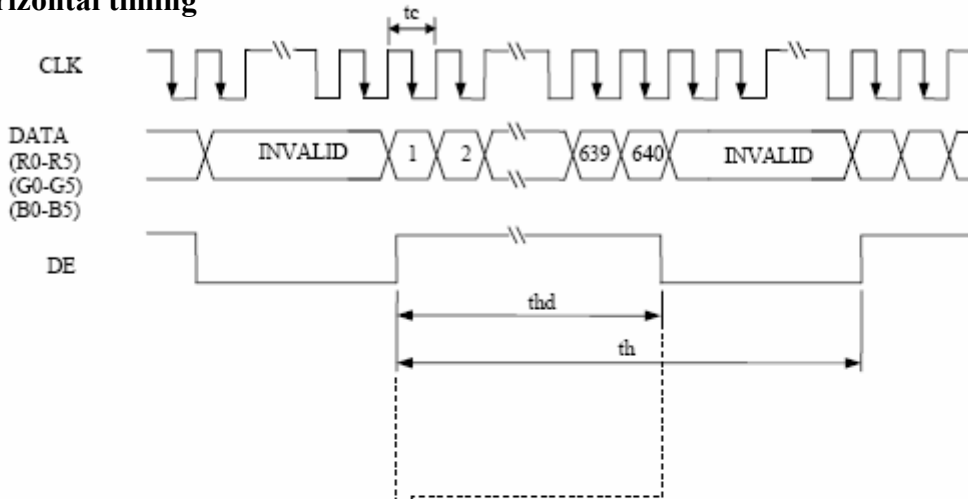 rizontal timing
tc
CLK
DATA
(R0-R5)
(G0-G5)
(B0-B5)
INVALID 1 2 639 640 INVALID
DE
thd
th